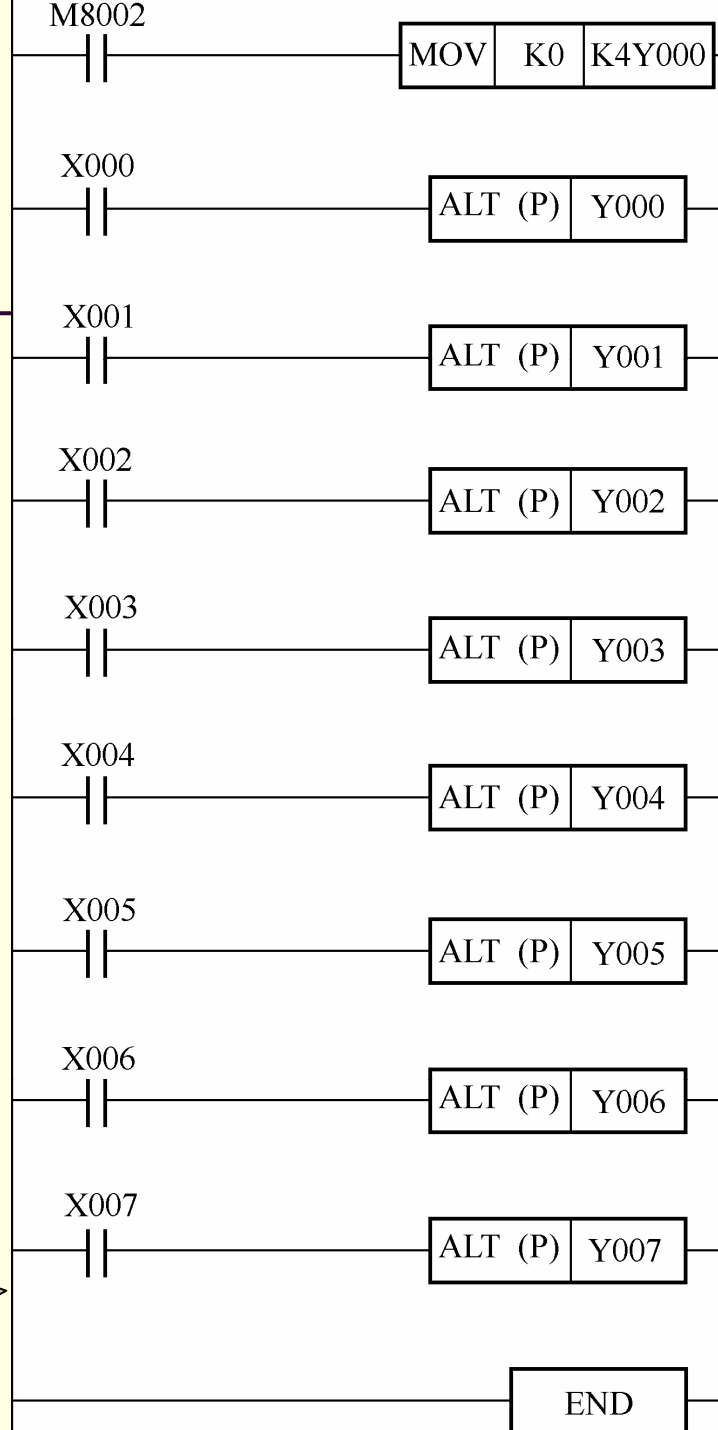 M8002
MOV K0 K4Y000
X000
ALT (P) Y000
X001
ALT (P) Y001
X002
ALT (P) Y002
X003
ALT (P) Y003
X004
ALT (P) Y004
X005
ALT (P) Y005
X006
ALT (P) Y006
X007
ALT (P) Y007
END